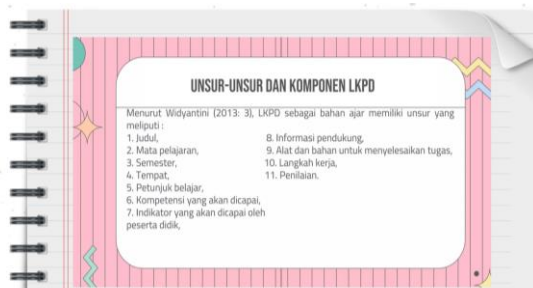 UNSUR-UNSUR DAN KOMPONEN LKPD
Menurut Widyantini (2013: 3), LKPD sebagai bahan ajar memiliki unsur yang
meliputi :
1. Judul,
2. Mata pelajaran,
3. Semester,
4. Tempat,
5. Petunjuk belajar,
6. Kompetensi yang akan dicapai,
7. Indikator yang akan dicapai oleh
peserta didik,
8. Informasi pendukung,
9. Alat dan bahan untuk menyelesaikan tugas,
10. Langkah kerja,
11. Penilaian.